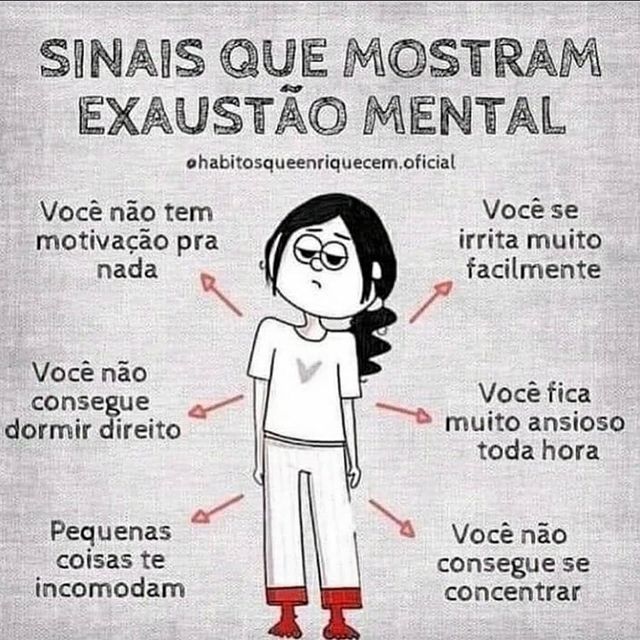 SINAIS QUE MOSTRAM
EXAUSTÃO MENTAL
@habitosqueenriquecem.oficial
Você não tem
motivação pra
nada
Você se
irrita muito
facilmente
Você não
consegue
dormir direito
Você fica
muito ansioso
toda hora
Pequenas
coisas te
incomodam
Você não
consegue se
concentrar